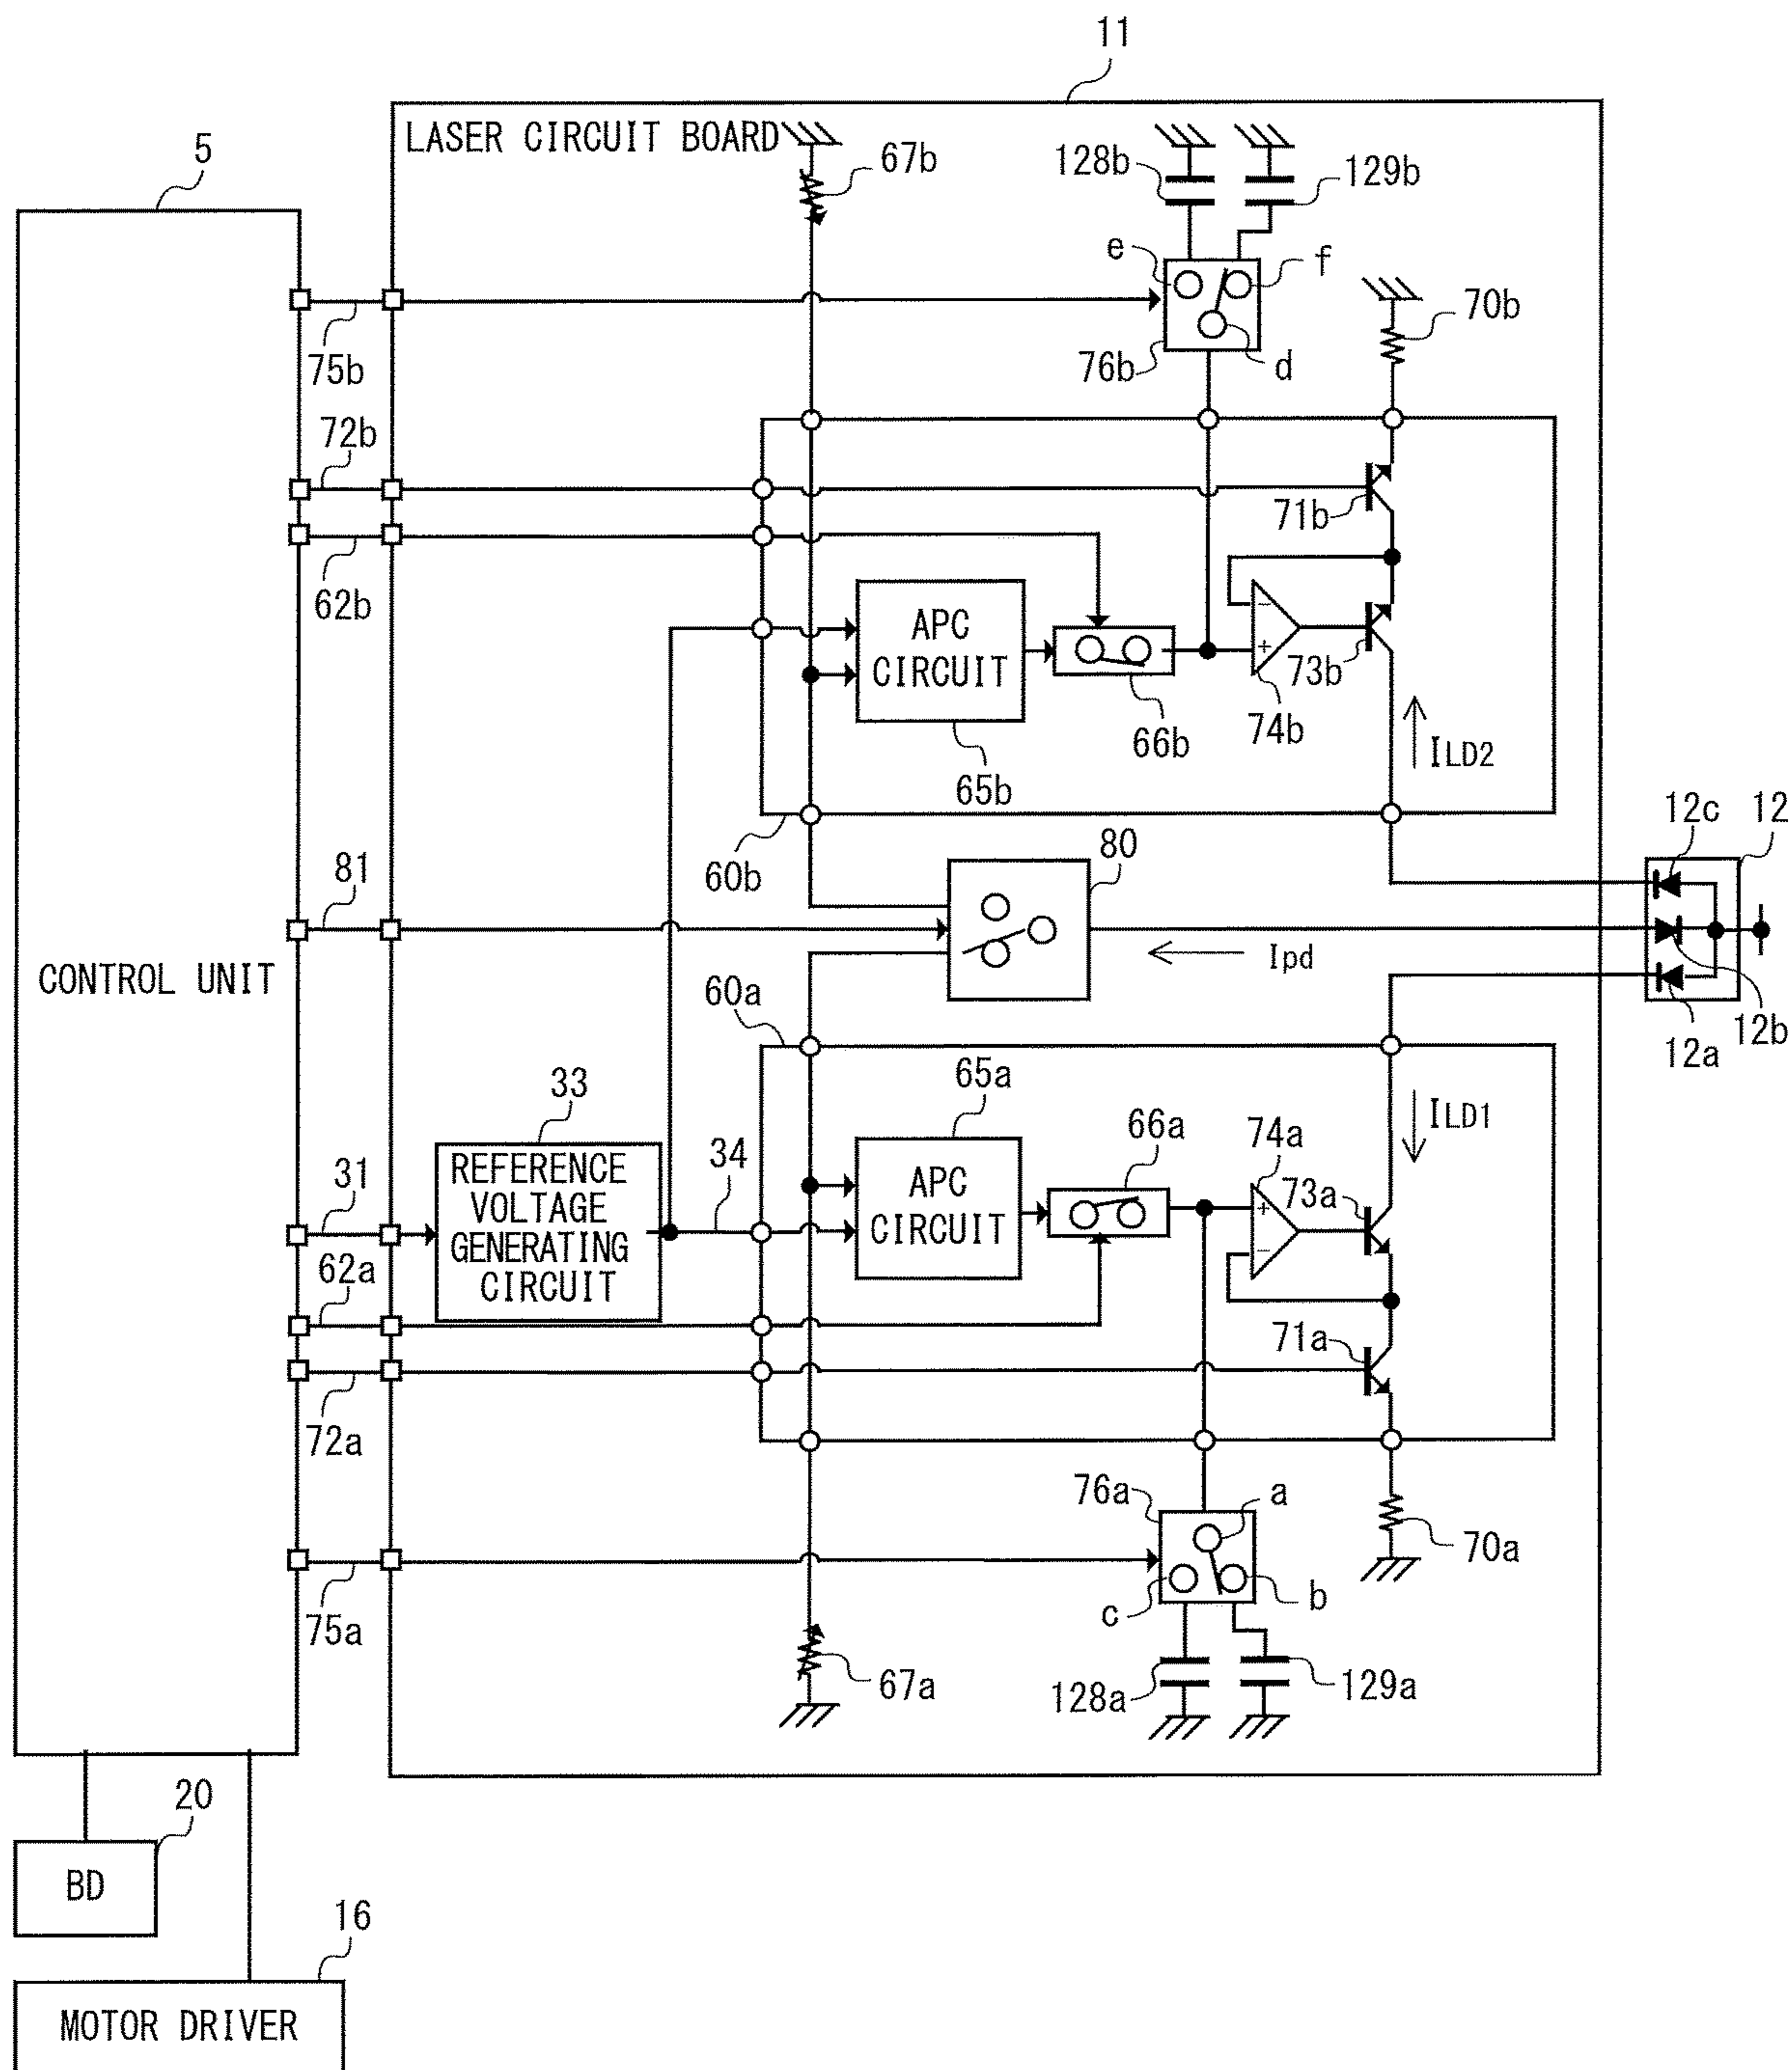 11
LASER CIRCUIT BOARD
5
67b
128b
129b
e
f
d
76b
70b
75b
72b
62b
71b
APC
CIRCUIT
65b
66b
+
−
74b
73b
ILD2
60b
80
81
12c
12
12b
12a
Ipd
CONTROL UNIT
60a
65a
APC
CIRCUIT
66a
74a
+
−
73a
ILD1
33
REFERENCE
VOLTAGE
GENERATING
CIRCUIT
34
31
62a
72a
71a
76a
a
b
c
70a
75a
67a
128a
129a
20
BD
16
MOTOR DRIVER